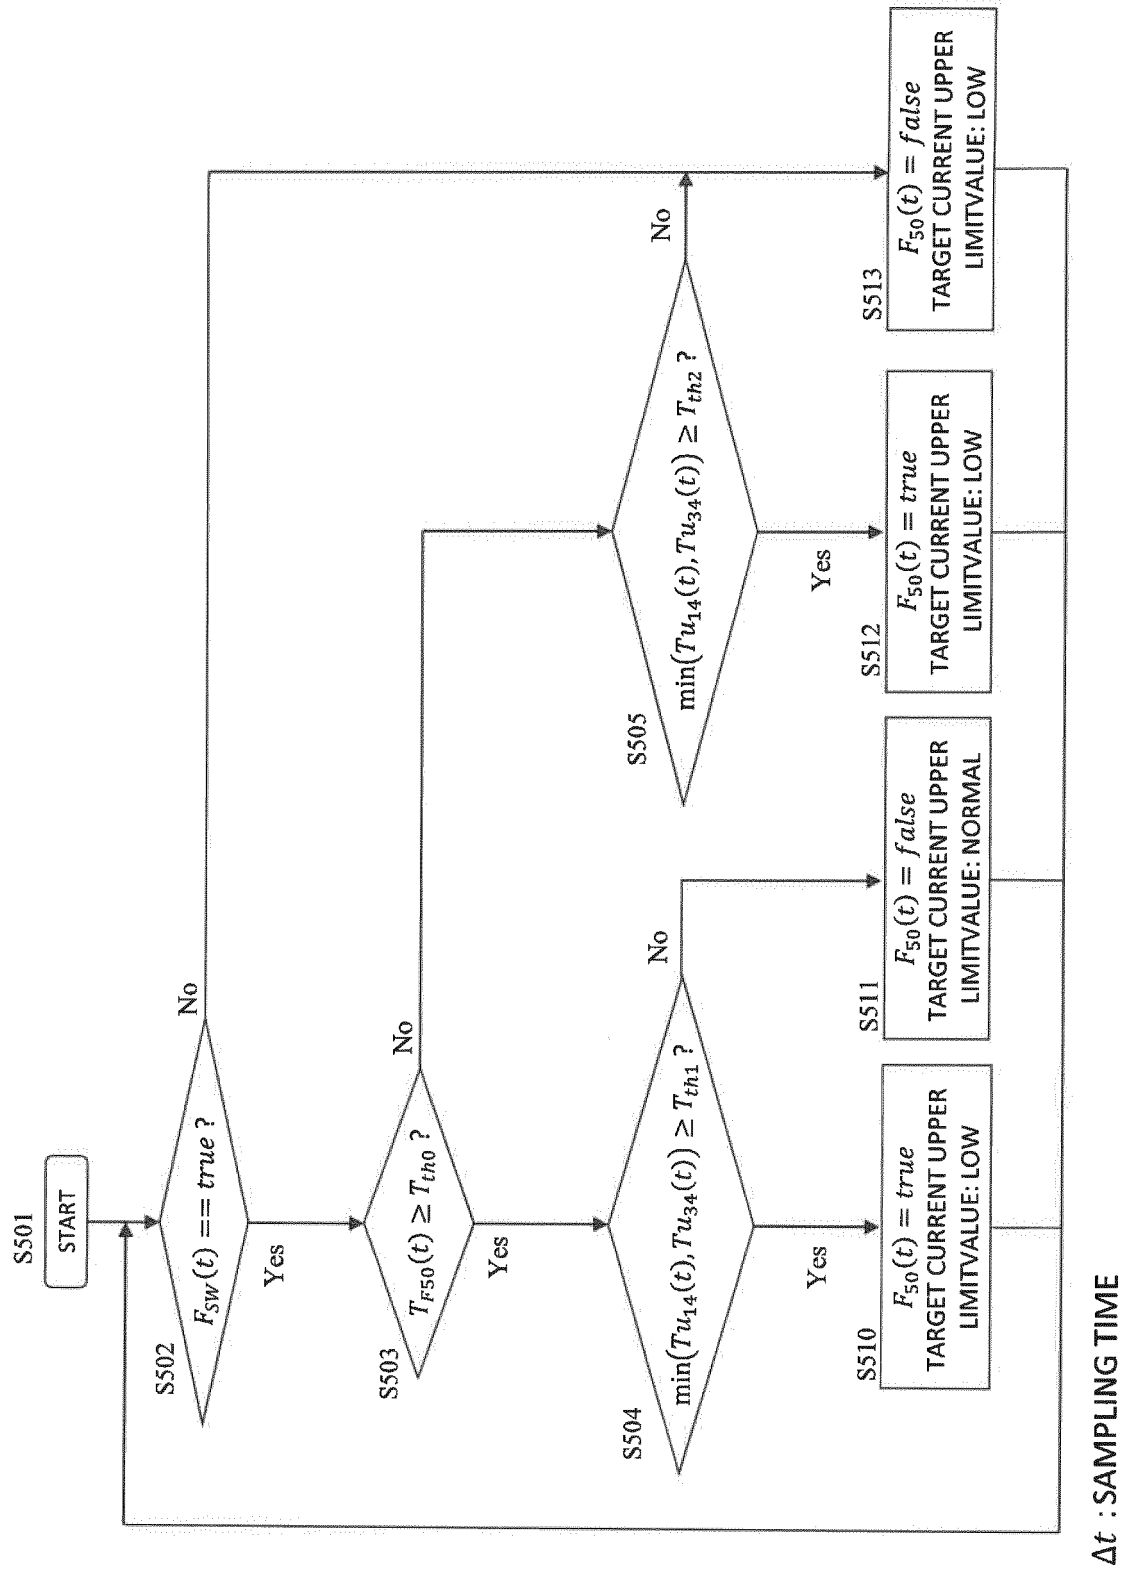 S501
START
S502
F_SW(t) == true ?
No
Yes
S503
T_F50(t) ≥ T_th0 ?
No
Yes
S504
min(Tu_14(t), Tu_34(t)) ≥ T_th1 ?
No
Yes
S505
min(Tu_14(t), Tu_34(t)) ≥ T_th2 ?
No
Yes
S510
F_50(t) = true
TARGET CURRENT UPPER
LIMITVALUE: LOW
S511
F_50(t) = false
TARGET CURRENT UPPER
LIMITVALUE: NORMAL
S512
F_50(t) = true
TARGET CURRENT UPPER
LIMITVALUE: LOW
S513
F_50(t) = false
TARGET CURRENT UPPER
LIMITVALUE: LOW
Δt : SAMPLING TIME